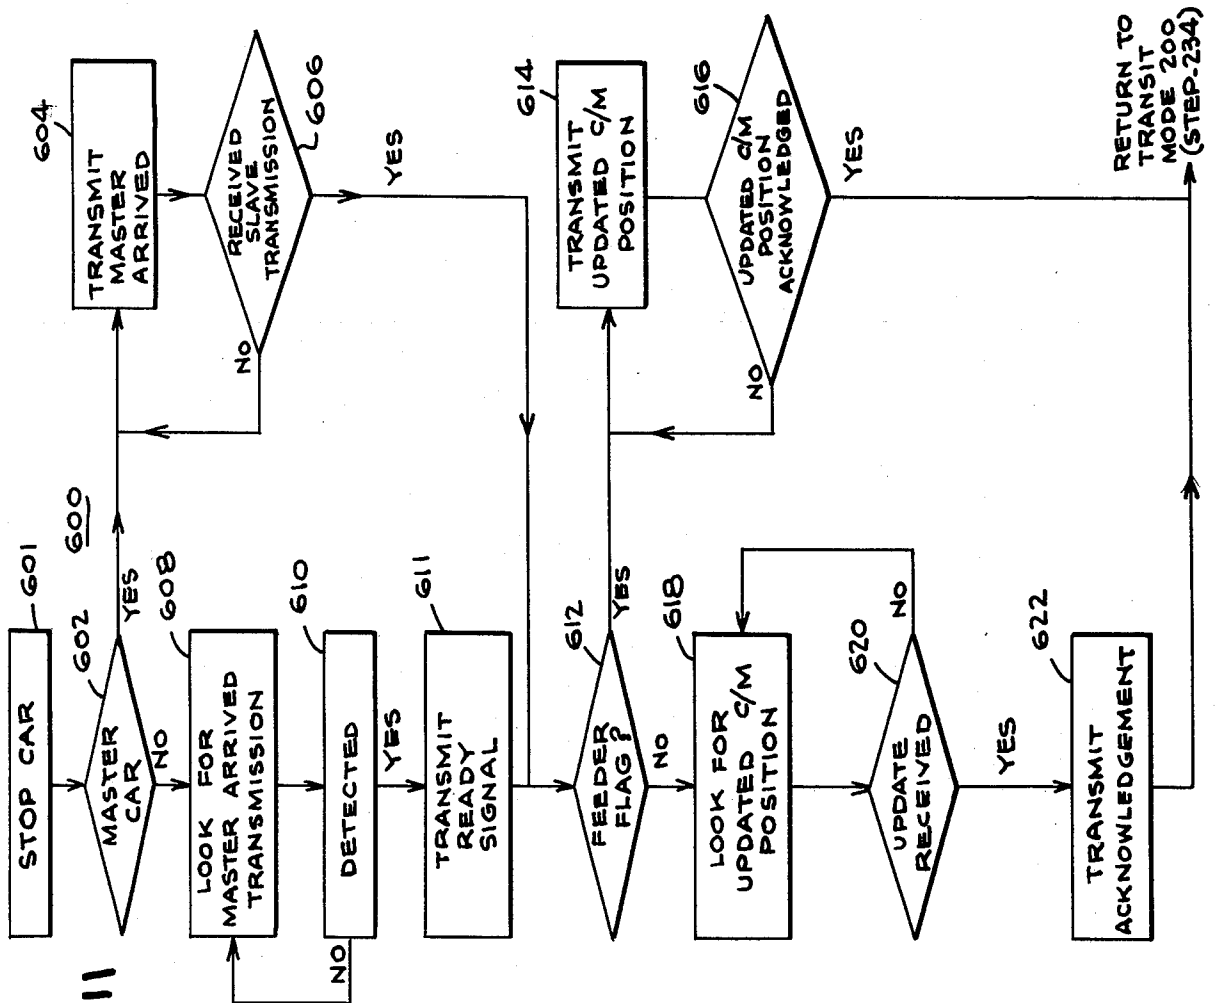 11
600
STOP CAR
601
MASTER
CAR
602
YES
NO
TRANSMIT
MASTER
ARRIVED
604
RECEIVED
SLAVE
TRANSMISSION
606
NO
YES
LOOK FOR
MASTER ARRIVED
TRANSMISSION
608
DETECTED
610
NO
YES
TRANSMIT
READY
SIGNAL
611
FEEDER
FLAG?
612
YES
NO
TRANSMIT
UPDATED C/M
POSITION
614
UPDATED C/M
POSITION
ACKNOWLEDGED
616
NO
YES
LOOK FOR
UPDATED C/M
POSITION
618
UPDATE
RECEIVED
620
NO
YES
TRANSMIT
ACKNOWLEDGEMENT
622
RETURN TO
TRANSIT
MODE 200
(STEP-234)